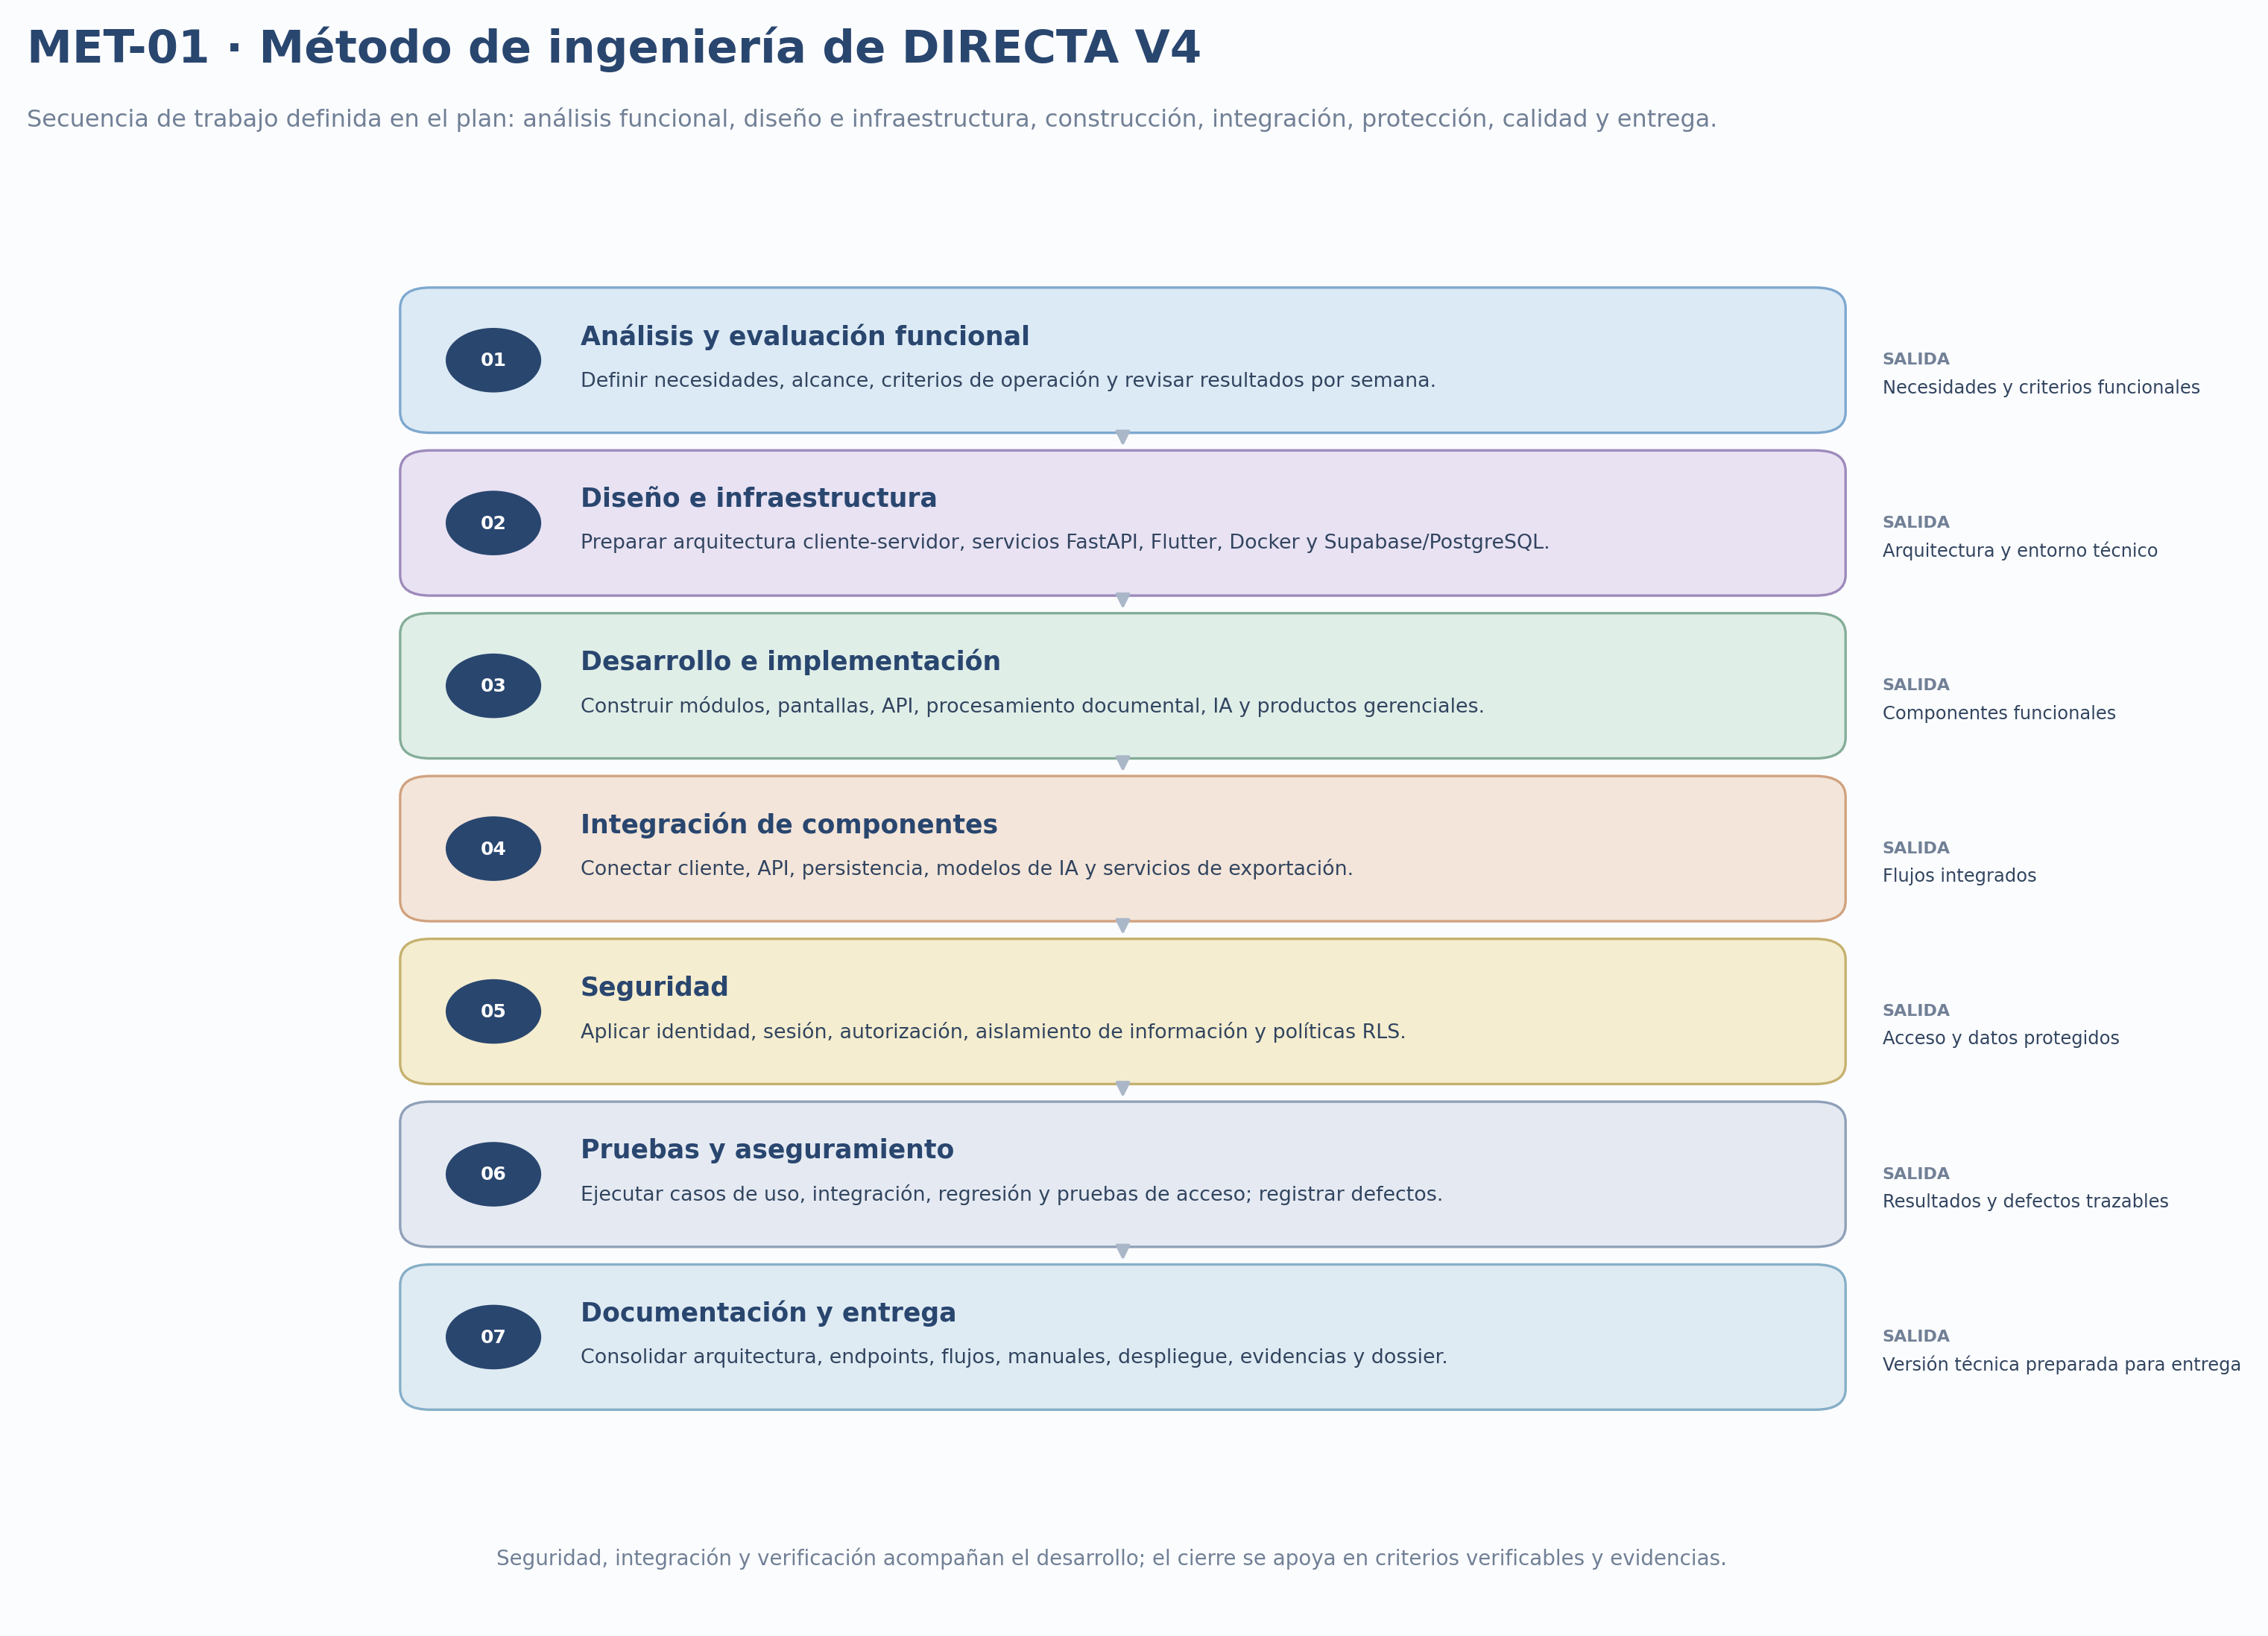 MET-01 · Método de ingeniería de DIRECTA V4
Secuencia de trabajo definida en el plan: análisis funcional, diseño e infraestructura, construcción, integración, protección, calidad y entrega.
01
Análisis y evaluación funcional
Definir necesidades, alcance, criterios de operación y revisar resultados por semana.
SALIDA
Necesidades y criterios funcionales
02
Diseño e infraestructura
Preparar arquitectura cliente-servidor, servicios FastAPI, Flutter, Docker y Supabase/PostgreSQL.
SALIDA
Arquitectura y entorno técnico
03
Desarrollo e implementación
Construir módulos, pantallas, API, procesamiento documental, IA y productos gerenciales.
SALIDA
Componentes funcionales
04
Integración de componentes
Conectar cliente, API, persistencia, modelos de IA y servicios de exportación.
SALIDA
Flujos integrados
05
Seguridad
Aplicar identidad, sesión, autorización, aislamiento de información y políticas RLS.
SALIDA
Acceso y datos protegidos
06
Pruebas y aseguramiento
Ejecutar casos de uso, integración, regresión y pruebas de acceso; registrar defectos.
SALIDA
Resultados y defectos trazables
07
Documentación y entrega
Consolidar arquitectura, endpoints, flujos, manuales, despliegue, evidencias y dossier.
SALIDA
Versión técnica preparada para entrega
Seguridad, integración y verificación acompañan el desarrollo; el cierre se apoya en criterios verificables y evidencias.